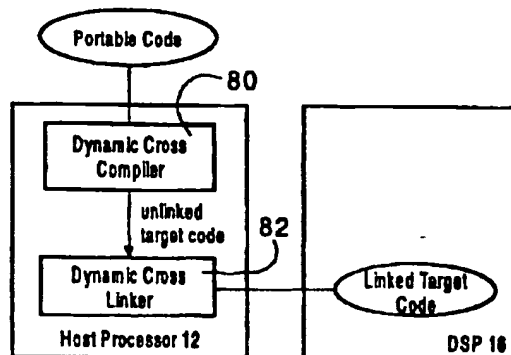 Portable Code
80
Dynamic Cross
Compiler
unlinked
target code
82
Dynamic Cross
Linker
Linked Target
Code
Host Processor 12
DSP 16